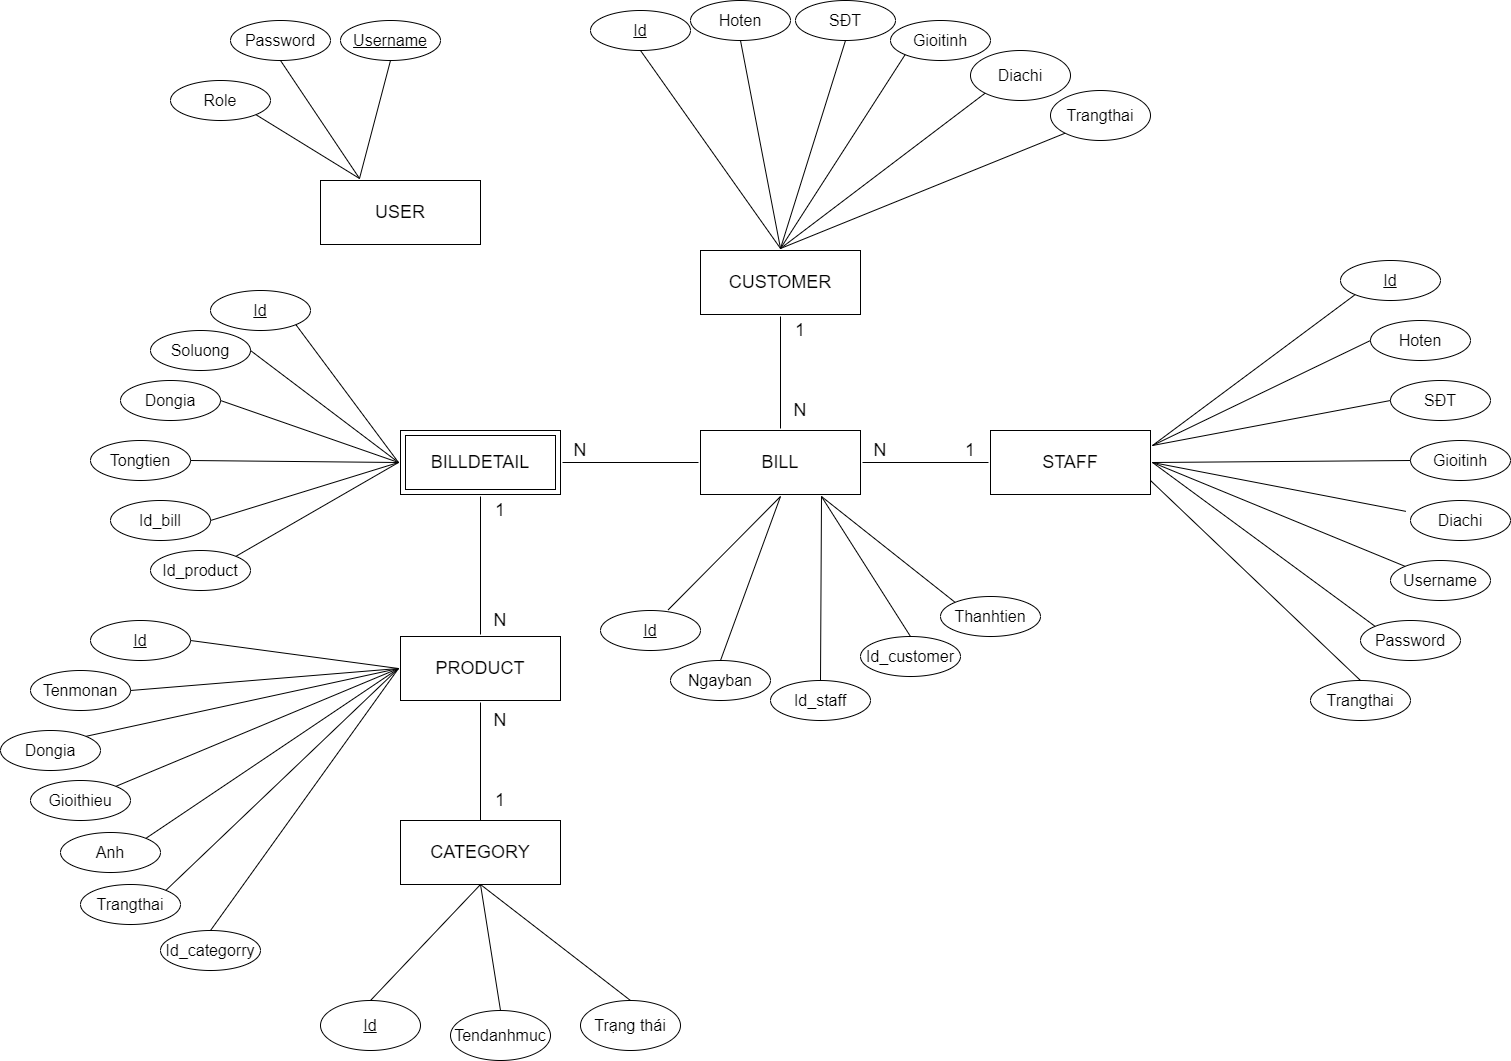 Password
Username
Role
USER
Id
Hoten
SĐT
Gioitinh
Diachi
Trangthai
CUSTOMER
1
N
Id
Soluong
Dongia
Tongtien
Id_bill
Id_product
BILLDETAIL
N
BILL
N
1
STAFF
Id
Hoten
SĐT
Gioitinh
Diachi
Username
Password
Trangthai
1
N
Id
Ngayban
Id_staff
Id_customer
Thanhtien
Id
Tenmonan
Dongia
Gioithieu
Anh
Trangthai
Id_categorry
PRODUCT
N
1
CATEGORY
Id
Tendanhmuc
Trạng thái